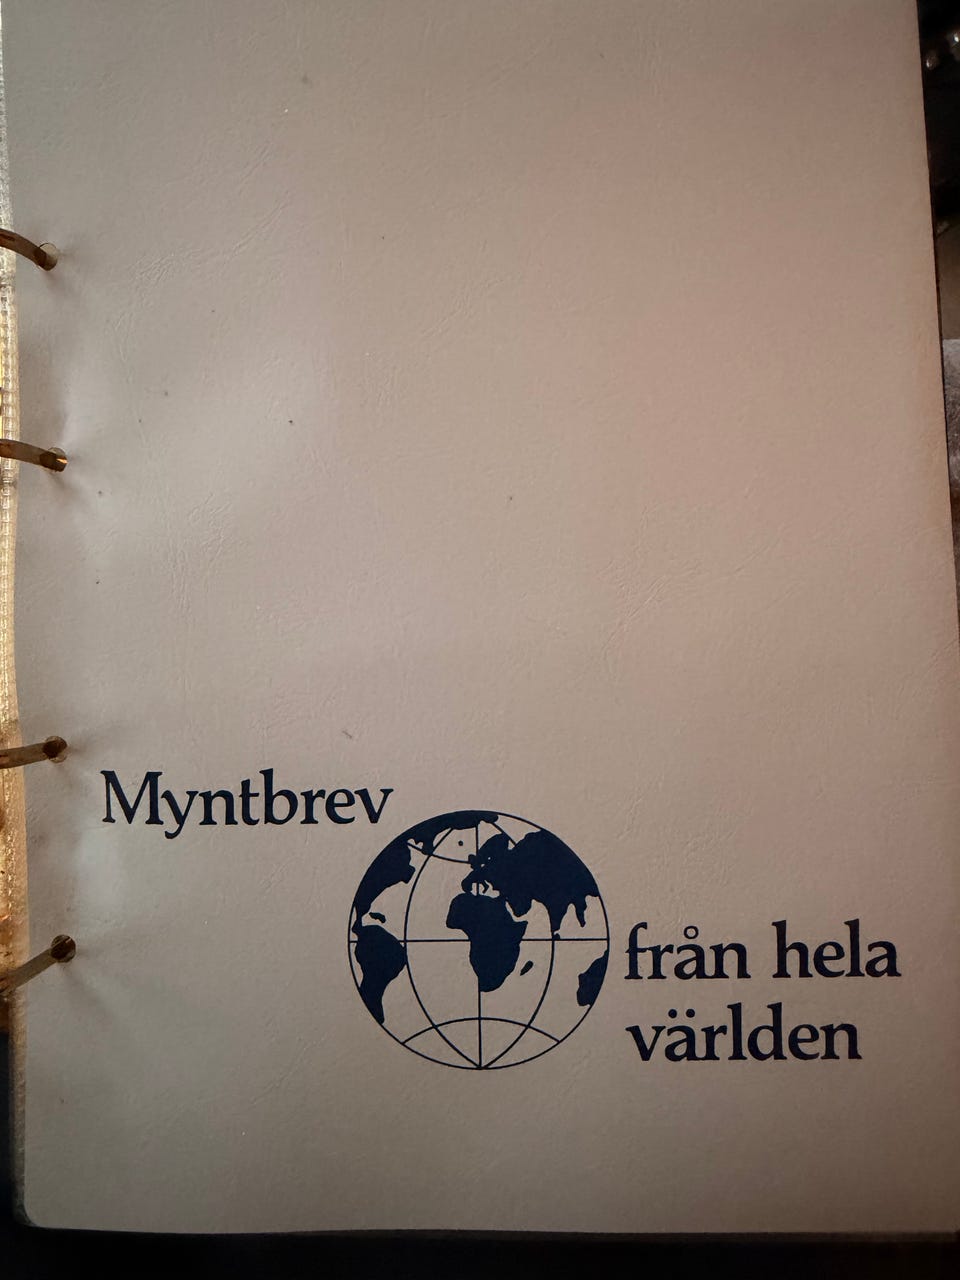 Myntbrev
från hela
världen